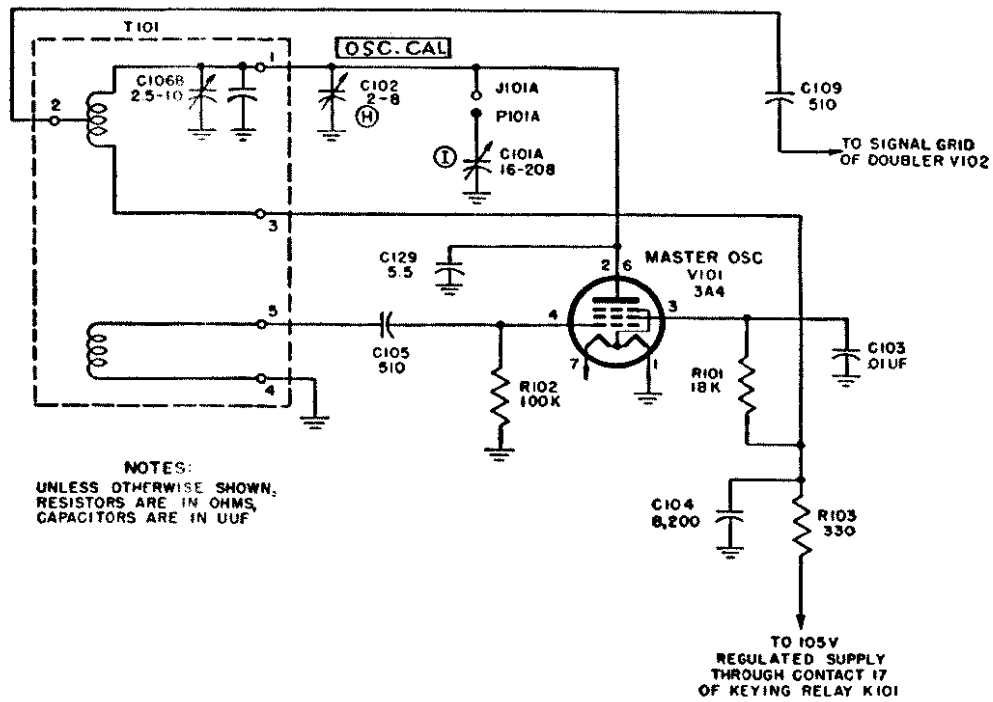 T101
OSC. CAL
1
C106B
2.5-10
C102
2-8
H
J101A
P101A
I
C101A
16-208
C109
510
2
TO SIGNAL GRID
OF DOUBLER V102
3
C129
5.5
2 6
MASTER OSC
V101
3A4
5
4
3
C105
510
7
1
C103
.01UF
4
R102
100K
R101
18K
NOTES:
UNLESS OTHERWISE SHOWN,
RESISTORS ARE IN OHMS,
CAPACITORS ARE IN UUF
C104
8,200
R103
330
TO 105V
REGULATED SUPPLY
THROUGH CONTACT 17
OF KEYING RELAY K101